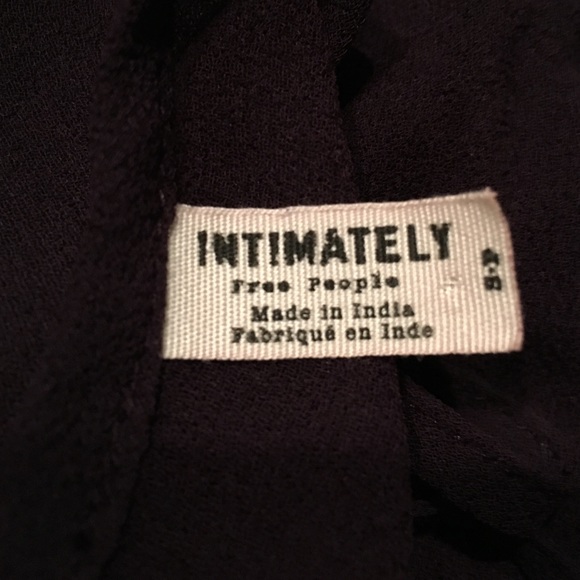 INTIMATELY
Free People
Made in India
Fabriqué en Inde